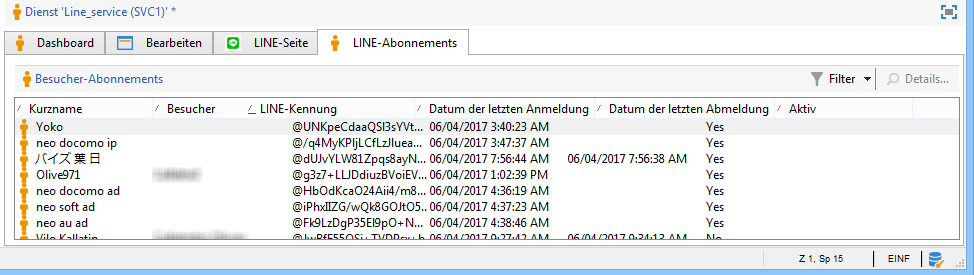 Dienst 'Line_service (SVC1)' *
Dashboard Bearbeiten LINE-Seite LINE-Abonnements
Besucher-Abonnements Filter Details...
Kurzname Besucher LINE-Kennung Datum der letzten Anmeldung Datum der letzten Abmeldung Aktiv
Yoko @UNKpeCdaaQSI3sYVt... 06/04/2017 3:40:23 AM Yes
neo docomo ip @/q4MyKPIjLCfLzJluea... 06/04/2017 3:47:37 AM Yes
バイズ 葉 日 @dUJvYLW81Zpqs8ayN... 06/04/2017 7:56:44 AM 06/04/2017 7:56:38 AM Yes
Olive971 @g3z7+LLJDdiuzBVoiEV... 06/04/2017 1:02:39 PM Yes
neo docomo ad @HbOdKcaO24Aii4/m8... 06/04/2017 4:36:19 AM Yes
neo soft ad @iPhxIIZG/wQk8GOJtO5... 06/04/2017 4:37:23 AM Yes
neo au ad @Fk9LzDgP35EI9pO+N... 06/04/2017 4:38:46 AM Yes
06/04/2017 9:27:42 AM 06/04/2017 9:34:13 AM No
Z 1, Sp 15 EINF